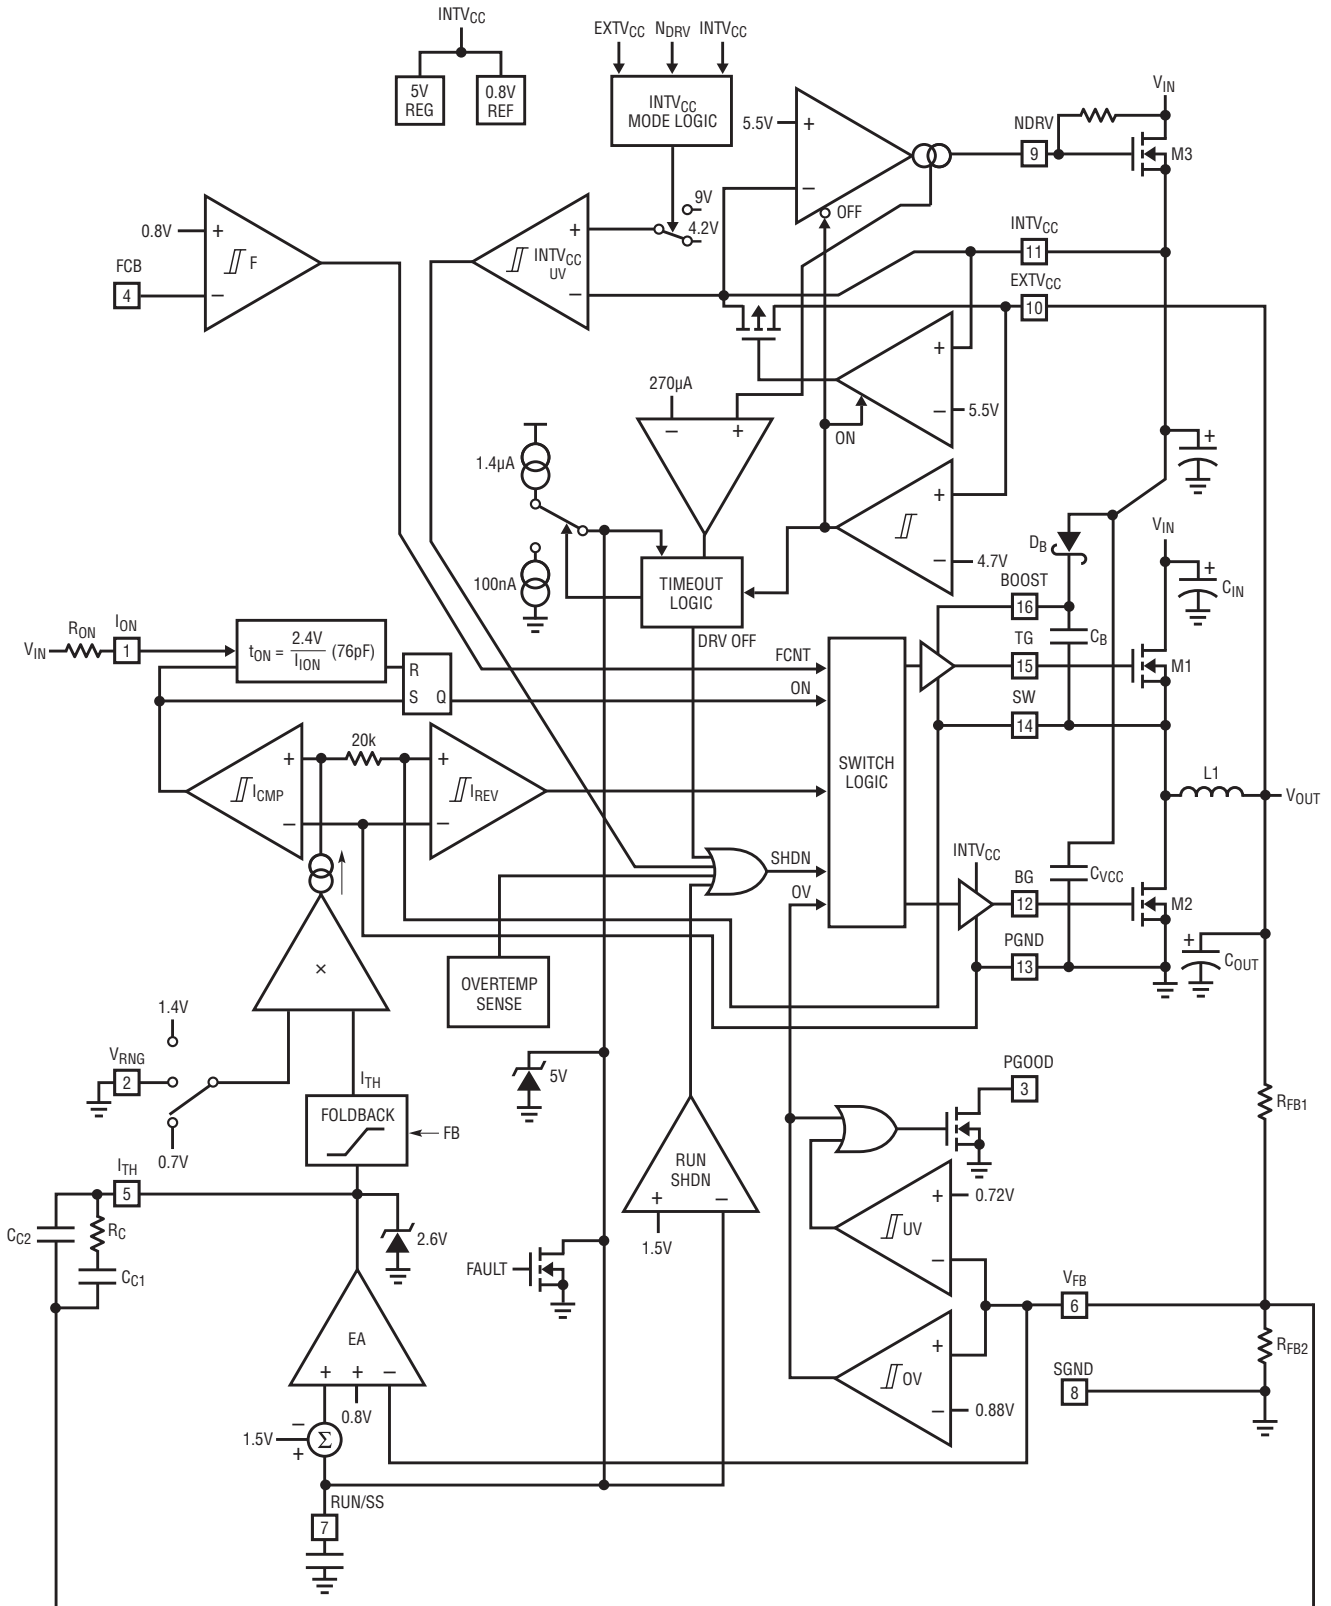 INTVCC
5V REG
0.8V REF
EXTVCC NDRV INTVCC
INTVCC MODE LOGIC
5.5V
+
−
OFF
NDRV
9
VIN
M3
0.8V
FCB
4
+
−
F
+
−
INTVCC UV
9V
4.2V
INTVCC
11
EXTVCC
10
+
−
5.5V
ON
270µA
−
+
1.4µA
100nA
+
−
4.7V
TIMEOUT LOGIC
DRV OFF
+
DB
VIN
+
CIN
BOOST
16
CB
TG
15
M1
SW
14
VIN
RON
ION
1
tON = 2.4V / IION (76pF)
R
S
Q
FCNT
ON
SWITCH LOGIC
20k
+
−
ICMP
+
−
IREV
L1
VOUT
SHDN
OV
INTVCC
BG
12
CVCC
M2
PGND
13
+
COUT
×
OVERTEMP SENSE
1.4V
VRNG
2
0.7V
ITH
FOLDBACK
FB
5V
PGOOD
3
RFB1
RUN SHDN
+
−
1.5V
+
−
UV
0.72V
ITH
5
CC2
RC
CC1
2.6V
FAULT
VFB
6
EA
+ + −
0.8V
−
1.5V
+
Σ
+
−
OV
0.88V
SGND
8
RFB2
RUN/SS
7